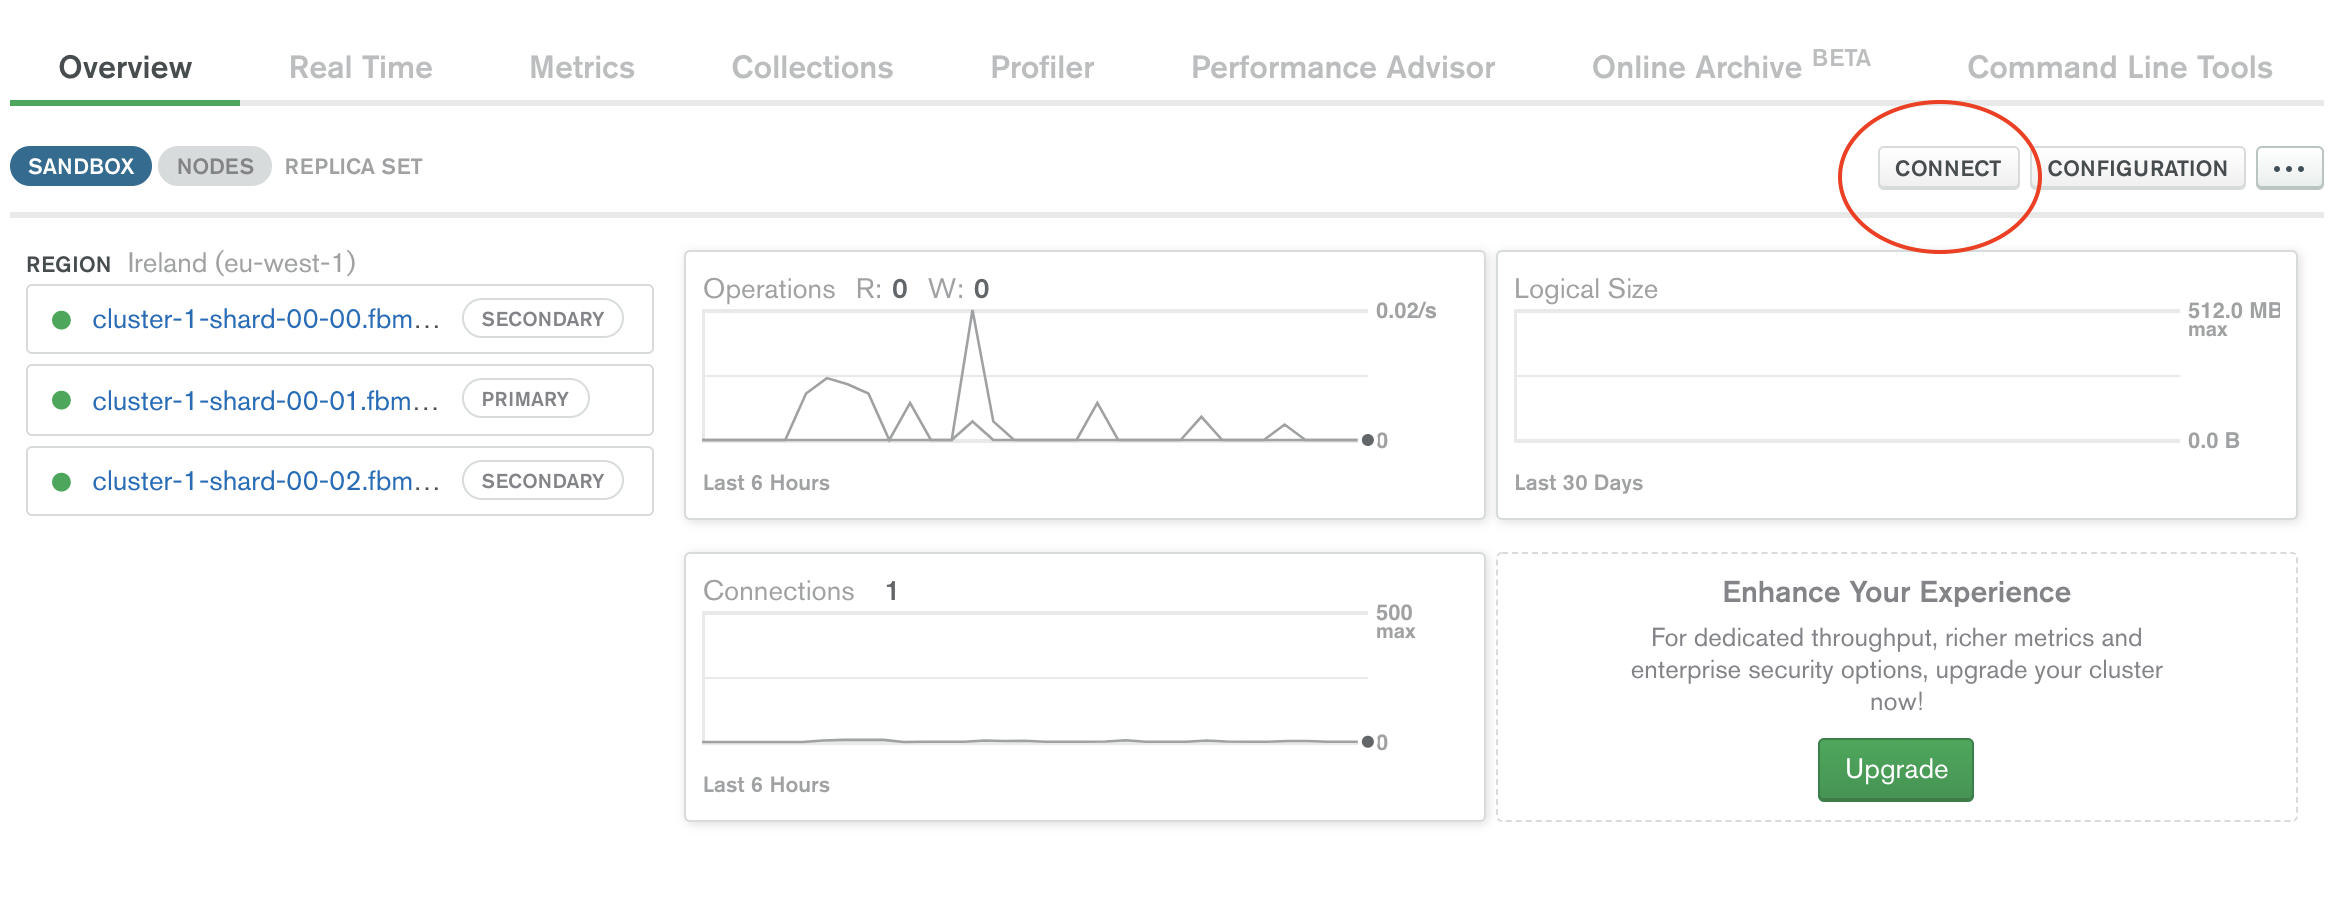 Overview Real Time Metrics Collections Profiler Performance Advisor Online Archive BETA Command Line Tools
SANDBOX NODES REPLICA SET CONNECT CONFIGURATION ...
REGION Ireland (eu-west-1)
cluster-1-shard-00-00.fbm... SECONDARY
cluster-1-shard-00-01.fbm... PRIMARY
cluster-1-shard-00-02.fbm... SECONDARY
Operations R: 0 W: 0
0.02/s
0
Last 6 Hours
Logical Size
512.0 MB
max
0.0 B
Last 30 Days
Connections 1
500
max
0
Last 6 Hours
Enhance Your Experience
For dedicated throughput, richer metrics and
enterprise security options, upgrade your cluster
now!
Upgrade